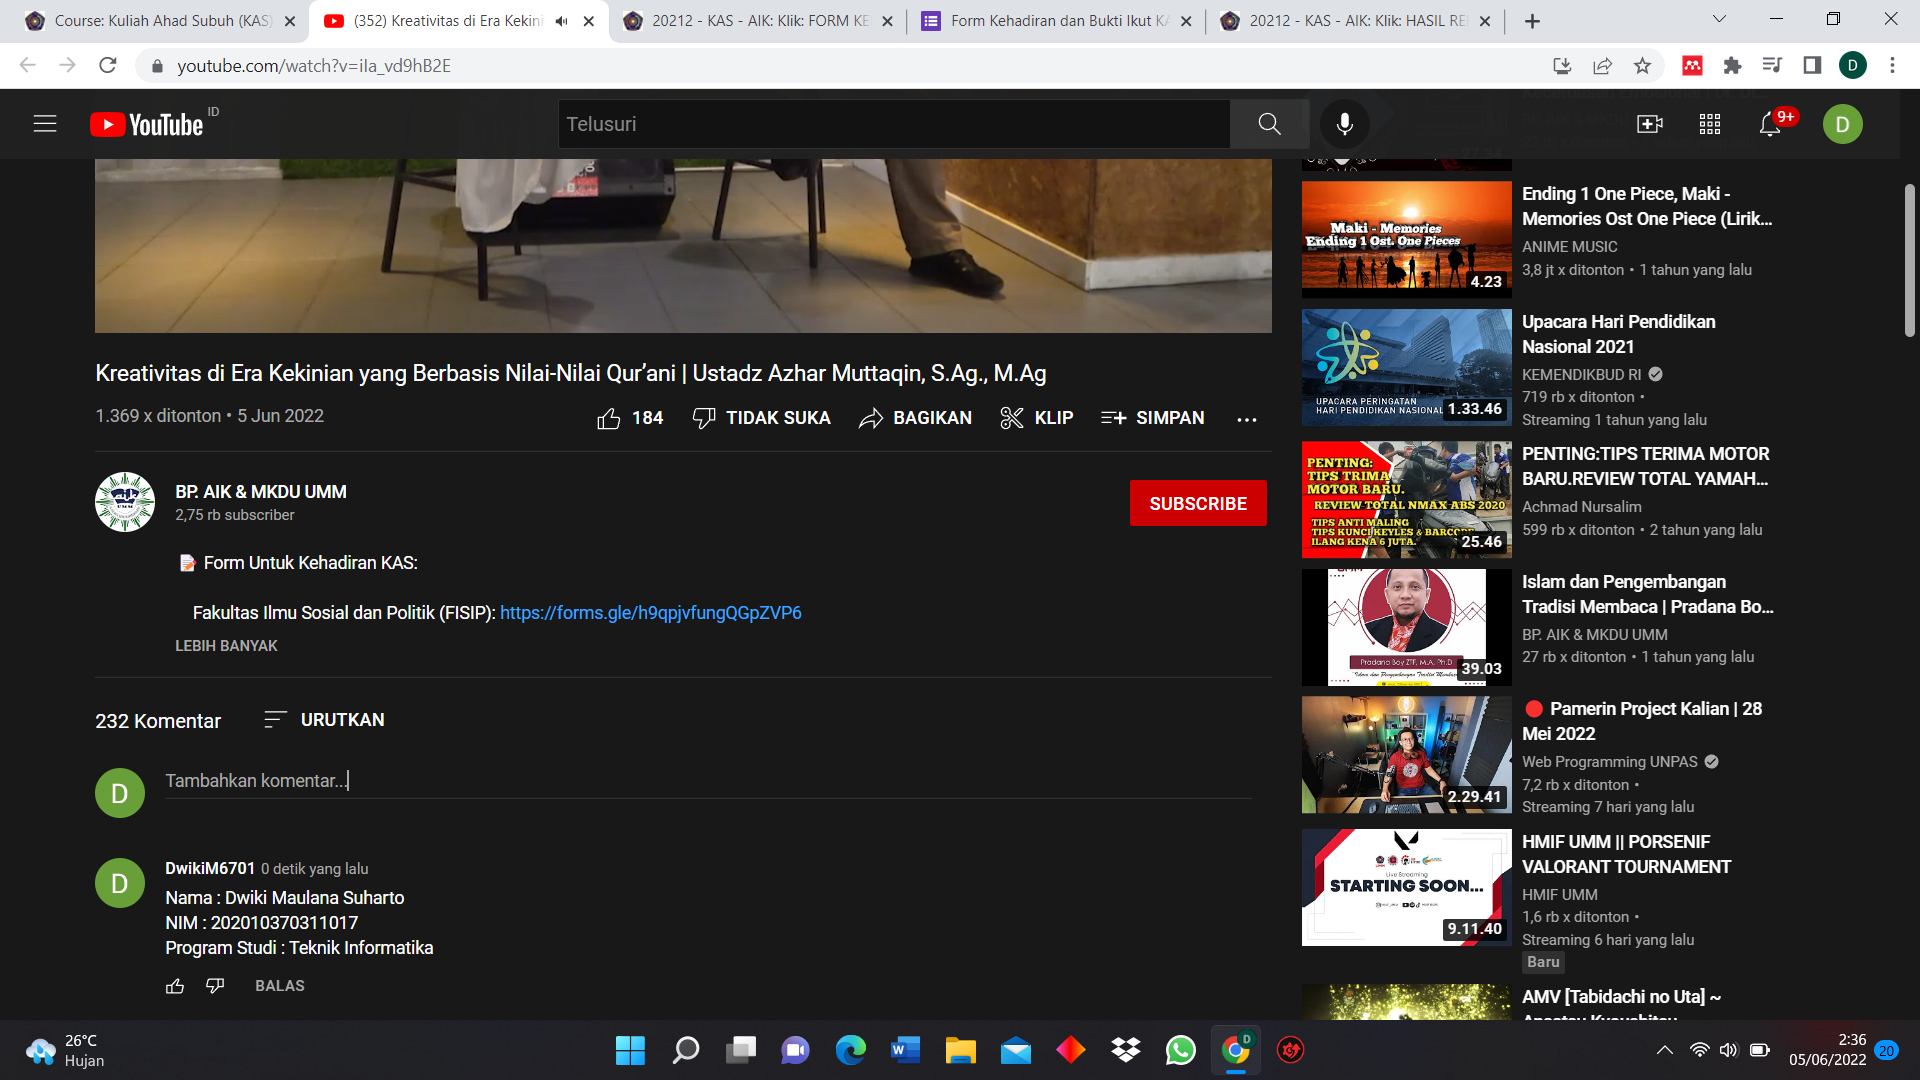 Course: Kuliah Ahad Subuh (KAS)
(352) Kreativitas di Era Kekini
20212 - KAS - AIK: Klik: FORM KE
Form Kehadiran dan Bukti Ikut KA
20212 - KAS - AIK: Klik: HASIL RE
youtube.com/watch?v=iIa_vd9hB2E
D
YouTube ID
Telusuri
9+
D
Kreativitas di Era Kekinian yang Berbasis Nilai-Nilai Qur’ani | Ustadz Azhar Muttaqin, S.Ag., M.Ag
1.369 x ditonton • 5 Jun 2022
184
TIDAK SUKA
BAGIKAN
KLIP
SIMPAN
BP. AIK & MKDU UMM
2,75 rb subscriber
SUBSCRIBE
Form Untuk Kehadiran KAS:
Fakultas Ilmu Sosial dan Politik (FISIP): https://forms.gle/h9qpjvfungQGpZVP6
LEBIH BANYAK
232 Komentar
URUTKAN
D
Tambahkan komentar...
D
DwikiM6701 0 detik yang lalu
Nama : Dwiki Maulana Suharto
NIM : 202010370311017
Program Studi : Teknik Informatika
BALAS
Maki - Memories
Ending 1 Ost. One Pieces
4.23
Ending 1 One Piece, Maki -
Memories Ost One Piece (Lirik...
ANIME MUSIC
3,8 jt x ditonton • 1 tahun yang lalu
UPACARA PERINGATAN
HARI PENDIDIKAN NASIONAL
1.33.46
Upacara Hari Pendidikan
Nasional 2021
KEMENDIKBUD RI
719 rb x ditonton •
Streaming 1 tahun yang lalu
PENTING:
TIPS TRIMA
MOTOR BARU.
REVIEW TOTAL NMAX ABS 2020
TIPS ANTI MALING
TIPS KUNCI KEYLES & BARCODE
ILANG KENA 6 JUTA.
25.46
PENTING:TIPS TERIMA MOTOR
BARU.REVIEW TOTAL YAMAH...
Achmad Nursalim
599 rb x ditonton • 2 tahun yang lalu
Pradana Boy ZTF, M.A, Ph.D
39.03
Islam dan Pengembangan
Tradisi Membaca | Pradana Bo...
BP. AIK & MKDU UMM
27 rb x ditonton • 1 tahun yang lalu
2.29.41
Pamerin Project Kalian | 28
Mei 2022
Web Programming UNPAS
7,2 rb x ditonton •
Streaming 7 hari yang lalu
Live Streaming
STARTING SOON...
9.11.40
HMIF UMM || PORSENIF
VALORANT TOURNAMENT
HMIF UMM
1,6 rb x ditonton •
Streaming 6 hari yang lalu
Baru
AMV [Tabidachi no Uta] ~
26°C
Hujan
D
2:36
05/06/2022
20